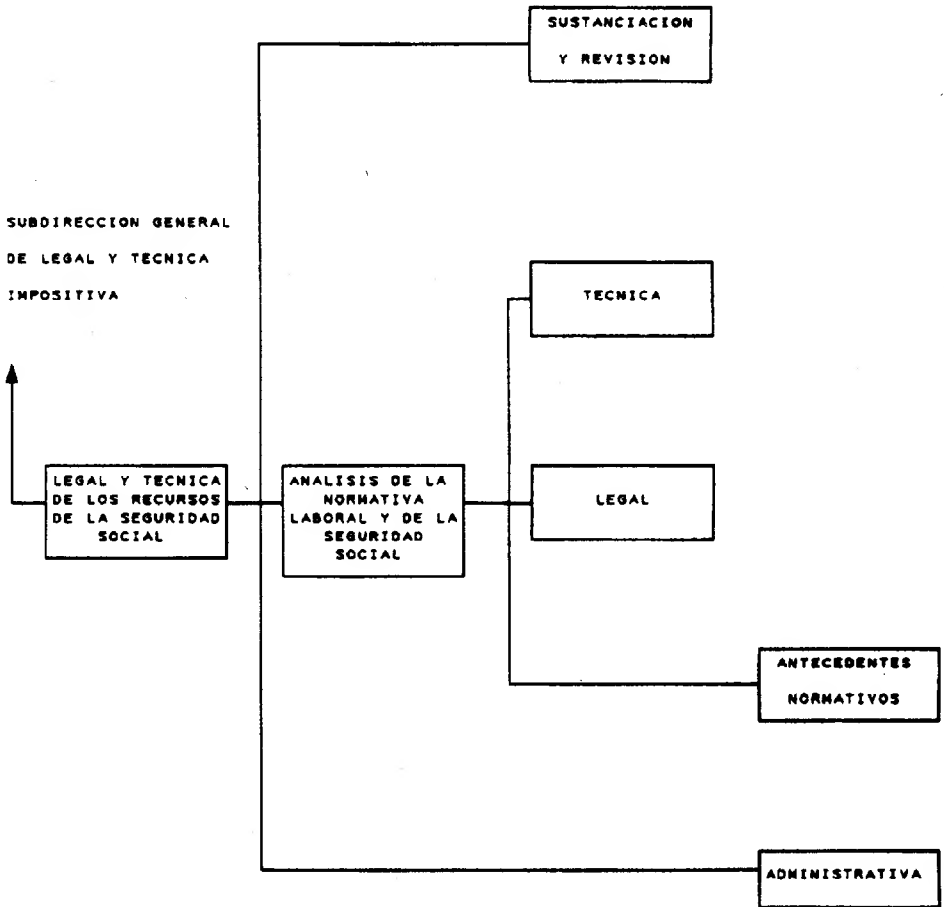 SUSTANCIACION
Y REVISION
SUBDIRECCION GENERAL
DE LEGAL Y TECNICA
IMPOSITIVA
TECNICA
LEGAL Y TECNICA
DE LOS RECURSOS
DE LA SEGURIDAD
SOCIAL
ANALISIS DE LA
NORMATIVA
LABORAL Y DE LA
SEGURIDAD
SOCIAL
LEGAL
ANTECEDENTES
NORMATIVOS
ADMINISTRATIVA